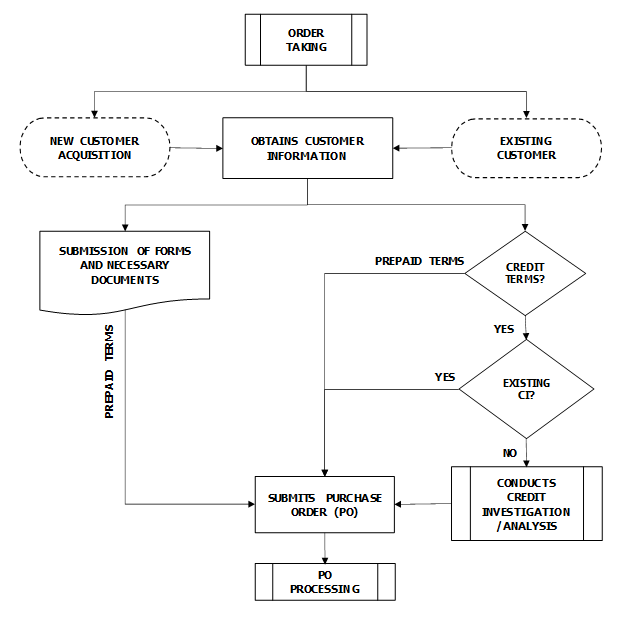 ORDER
TAKING
NEW CUSTOMER
ACQUISITION
OBTAINS CUSTOMER
INFORMATION
EXISTING
CUSTOMER
SUBMISSION OF FORMS
AND NECESSARY
DOCUMENTS
PREPAID TERMS
CREDIT
TERMS?
PREPAID TERMS
YES
YES
EXISTING
CI?
NO
SUBMITS PURCHASE
ORDER (PO)
CONDUCTS
CREDIT
INVESTIGATION
/ANALYSIS
PO
PROCESSING